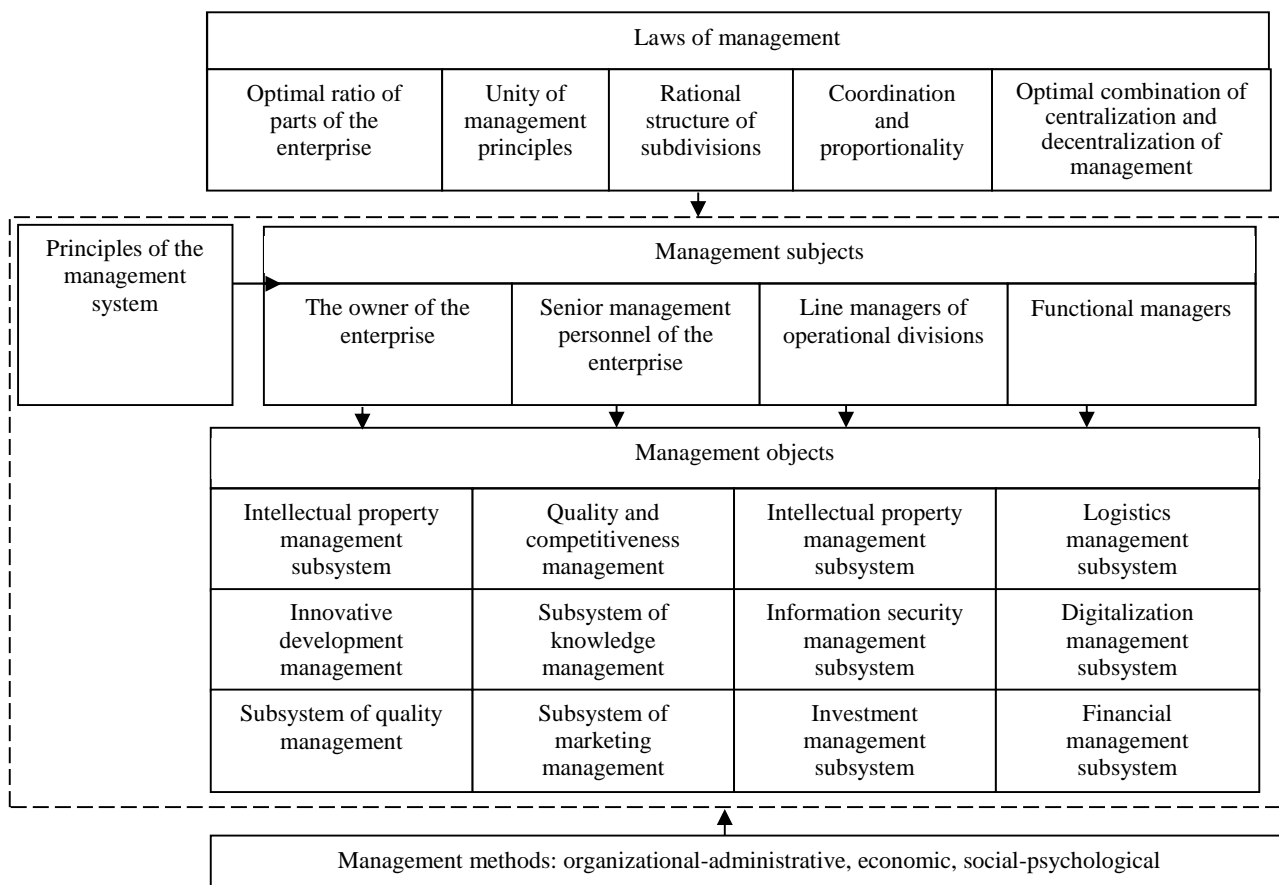 Laws of management
Optimal ratio of
parts of the
enterprise
Unity of
management
principles
Rational
structure of
subdivisions
Coordination
and
proportionality
Optimal combination of
centralization and
decentralization of
management
Principles of the
management
system
Management subjects
The owner of the
enterprise
Senior management
personnel of the
enterprise
Line managers of
operational divisions
Functional managers
Management objects
Intellectual property
management
subsystem
Quality and
competitiveness
management
Intellectual property
management
subsystem
Logistics
management
subsystem
Innovative
development
management
Subsystem of
knowledge
management
Information security
management
subsystem
Digitalization
management
subsystem
Subsystem of quality
management
Subsystem of
marketing
management
Investment
management
subsystem
Financial
management
subsystem
Management methods: organizational-administrative, economic, social-psychological